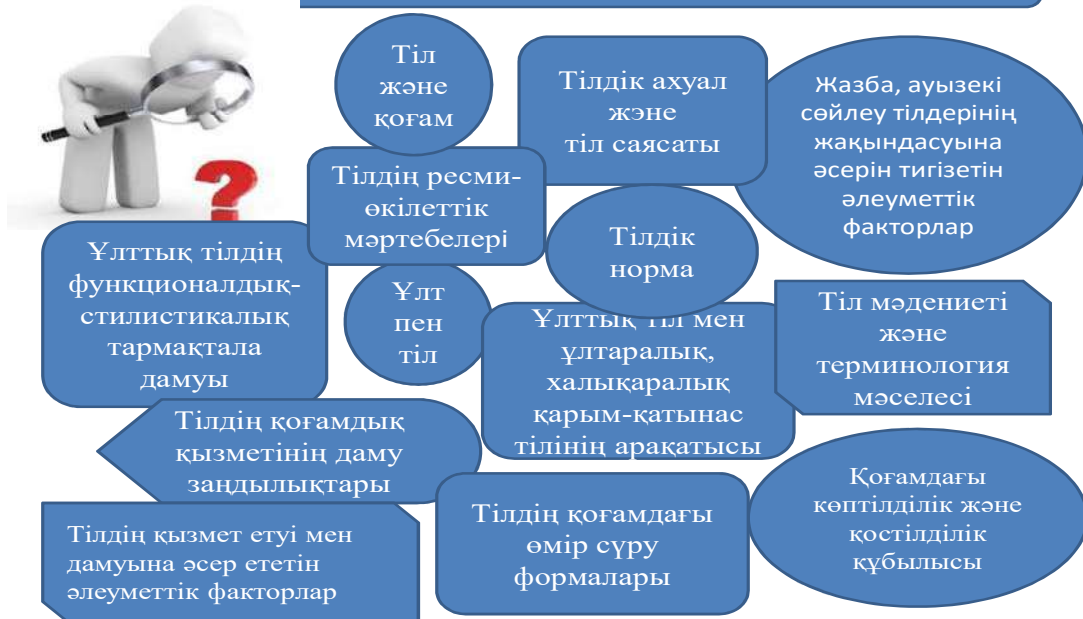 Тіл
және
қоғам
Тілдік ахуал
жэне
тіл саясаты
Жазба, ауызекі
сөйлеу тілдерінің
жақындасуына
әсерін тигізетін
әлеуметтік
факторлар
Тілдің ресми-
өкілеттік
мәртебелері
Тілдік
норма
Ұлттық тілдің
функционалдық-
стилистикалық
тармақтала
дамуы
Ұлт
пен
тіл
Ұлттық тіл мен
ұлтаралық,
халықаралық
қарым-қатынас
тілінің арақатысы
Тіл мәдениеті
және
терминология
мәселесі
Тілдің қоғамдық
қызметінің даму
заңдылықтары
Тілдің қоғамдағы
өмір сүру
формалары
Қоғамдағы
көптілділік және
қостілділік
құбылысы
Тілдің қызмет етуі мен
дамуына әсер ететін
әлеуметтік факторлар